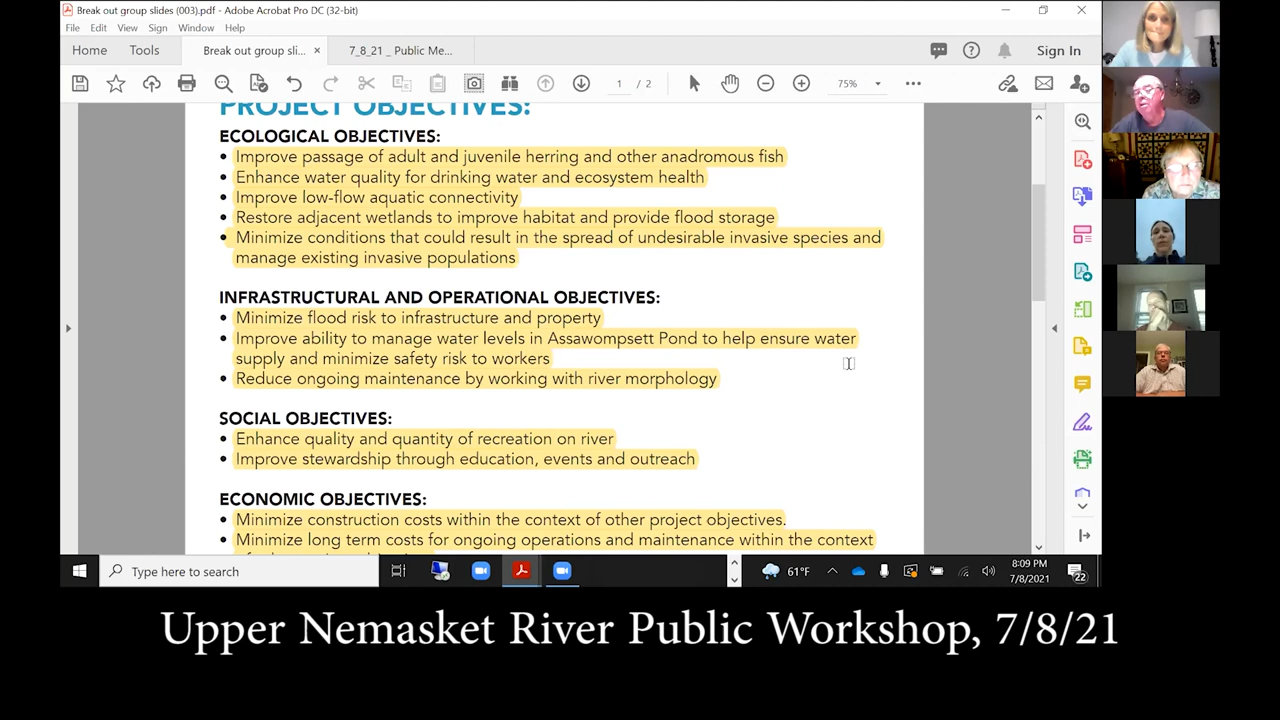 Break out group slides (003).pdf - Adobe Acrobat Pro DC (32-bit)
File Edit View Sign Window Help
Home Tools Break out group sli... × 7_8_21 _ Public Me... Sign In
1 / 2 75%
PROJECT OBJECTIVES:
ECOLOGICAL OBJECTIVES:
• Improve passage of adult and juvenile herring and other anadromous fish
• Enhance water quality for drinking water and ecosystem health
• Improve low-flow aquatic connectivity
• Restore adjacent wetlands to improve habitat and provide flood storage
• Minimize conditions that could result in the spread of undesirable invasive species and
manage existing invasive populations
INFRASTRUCTURAL AND OPERATIONAL OBJECTIVES:
• Minimize flood risk to infrastructure and property
• Improve ability to manage water levels in Assawompsett Pond to help ensure water
supply and minimize safety risk to workers
• Reduce ongoing maintenance by working with river morphology
SOCIAL OBJECTIVES:
• Enhance quality and quantity of recreation on river
• Improve stewardship through education, events and outreach
ECONOMIC OBJECTIVES:
• Minimize construction costs within the context of other project objectives.
• Minimize long term costs for ongoing operations and maintenance within the context
Type here to search 61°F 8:09 PM
7/8/2021 22
Upper Nemasket River Public Workshop, 7/8/21